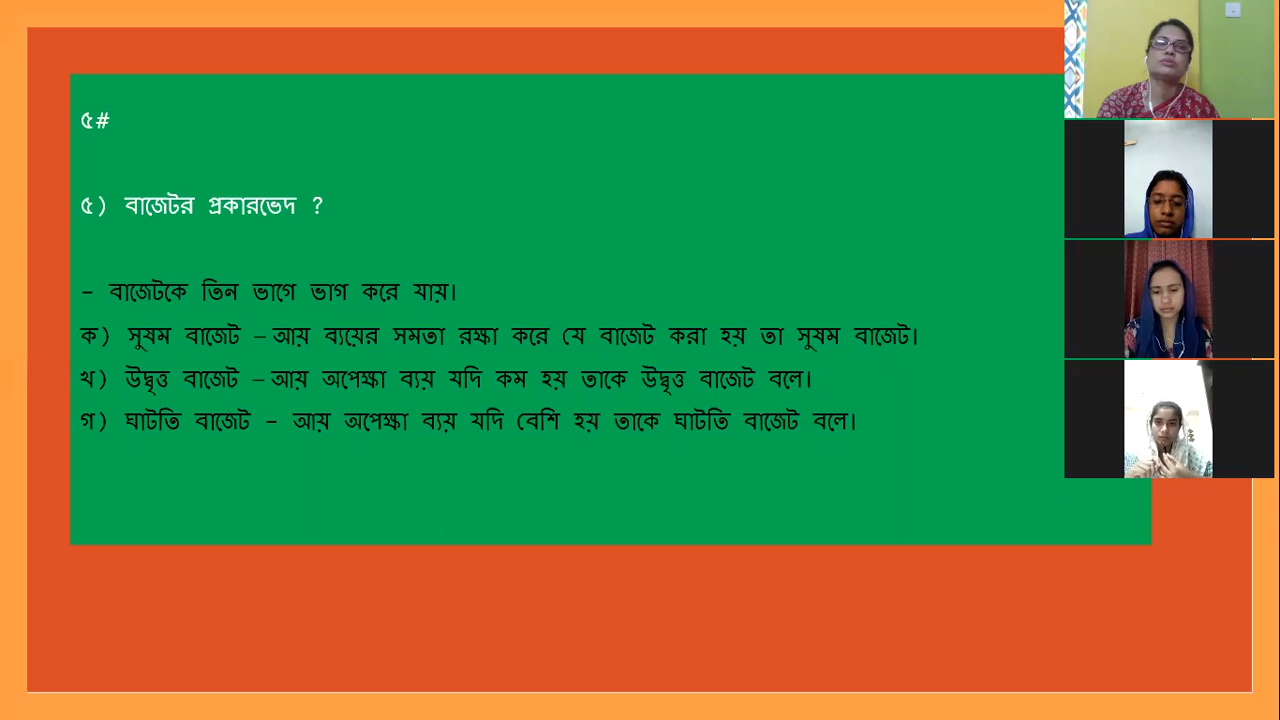 ৫#
৫) বাজেটর প্রকারভেদ ?
- বাজেটকে তিন ভাগে ভাগ করে যায়।
ক) সুষম বাজেট – আয় ব্যয়ের সমতা রক্ষা করে যে বাজেট করা হয় তা সুষম বাজেট।
খ) উদ্বৃত্ত বাজেট – আয় অপেক্ষা ব্যয় যদি কম হয় তাকে উদ্বৃত্ত বাজেট বলে।
গ) ঘাটতি বাজেট - আয় অপেক্ষা ব্যয় যদি বেশি হয় তাকে ঘাটতি বাজেট বলে।